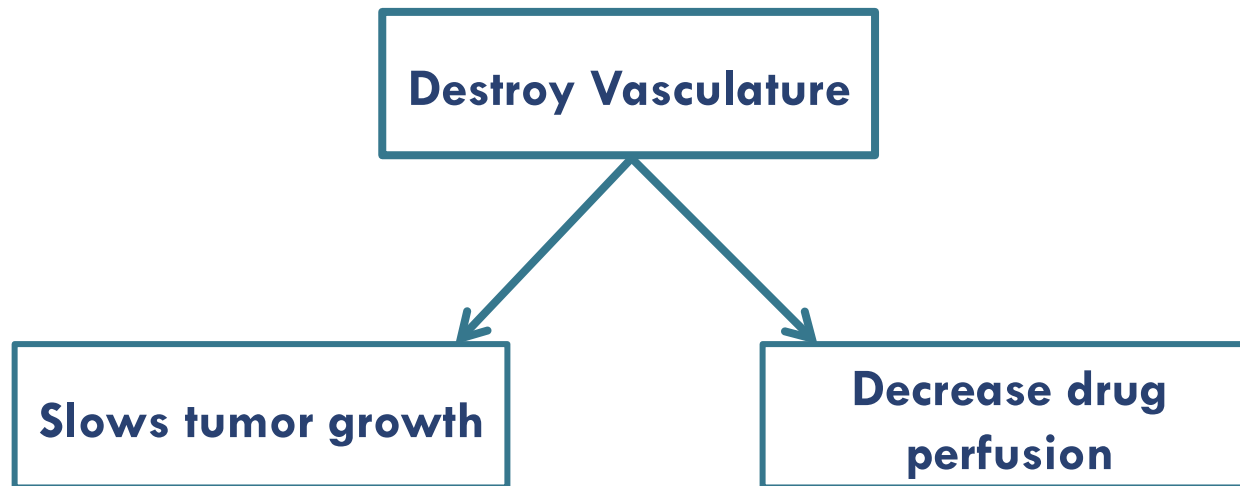 Destroy Vasculature
Slows tumor growth
Decrease drug
perfusion